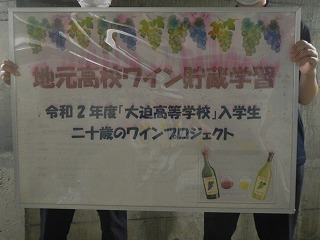 地元高校ワイン貯蔵学習
令和2年度「大迫高等学校」入学生
二十歳のワインプロジェクト